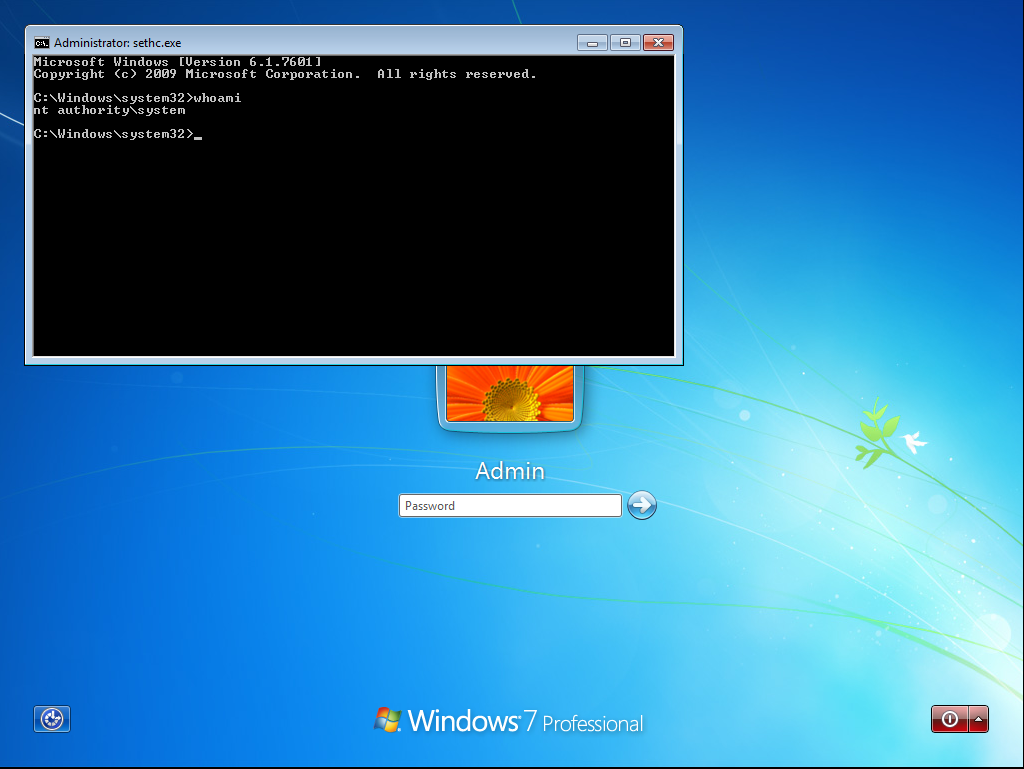 Administrator: sethc.exe
Microsoft Windows [Version 6.1.7601]
Copyright (c) 2009 Microsoft Corporation.  All rights reserved.
C:\Windows\system32>whoami
nt authority\system
C:\Windows\system32>_
Admin
Password
Windows 7 Professional